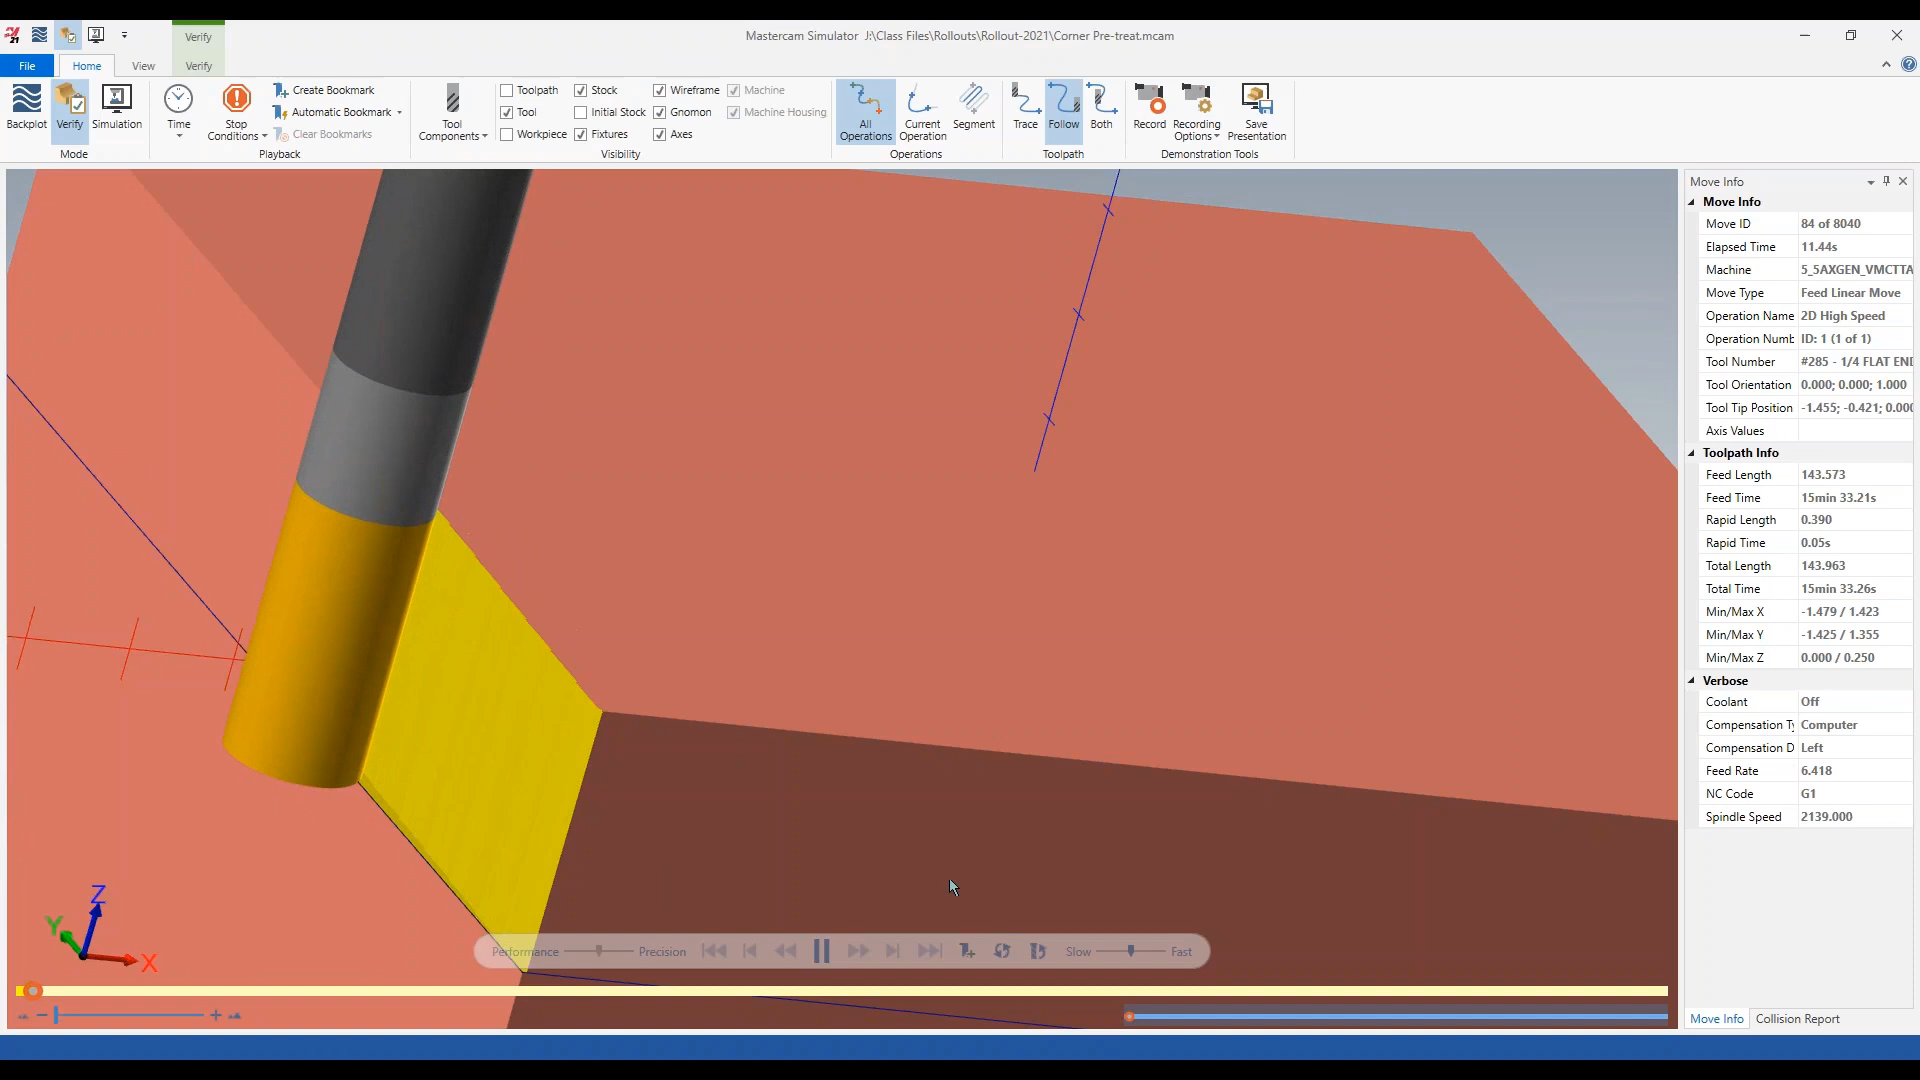 21
Verify
Mastercam Simulator J:\Class Files\Rollouts\Rollout-2021\Corner Pre-treat.mcam
File
Home
View
Verify
Backplot
Verify
Simulation
Mode
Time
Stop
Conditions
Create Bookmark
Automatic Bookmark
Clear Bookmarks
Playback
Tool
Components
Toolpath
Tool
Workpiece
Stock
Initial Stock
Fixtures
Wireframe
Gnomon
Axes
Machine
Machine Housing
Visibility
All
Operations
Current
Operation
Segment
Operations
Trace
Follow
Both
Toolpath
Record
Recording
Options
Save
Presentation
Demonstration Tools
Move Info
Move Info
Move ID 84 of 8040
Elapsed Time 11.44s
Machine 5_5AXGEN_VMCTTA
Move Type Feed Linear Move
Operation Name 2D High Speed
Operation Numb ID: 1 (1 of 1)
Tool Number #285 - 1/4 FLAT END
Tool Orientation 0.000; 0.000; 1.000
Tool Tip Position -1.455; -0.421; 0.000
Axis Values
Toolpath Info
Feed Length 143.573
Feed Time 15min 33.21s
Rapid Length 0.390
Rapid Time 0.05s
Total Length 143.963
Total Time 15min 33.26s
Min/Max X -1.479 / 1.423
Min/Max Y -1.425 / 1.355
Min/Max Z 0.000 / 0.250
Verbose
Coolant Off
Compensation Ty Computer
Compensation D Left
Feed Rate 6.418
NC Code G1
Spindle Speed 2139.000
Z
Y
X
Performance
Precision
Slow
Fast
Move Info
Collision Report